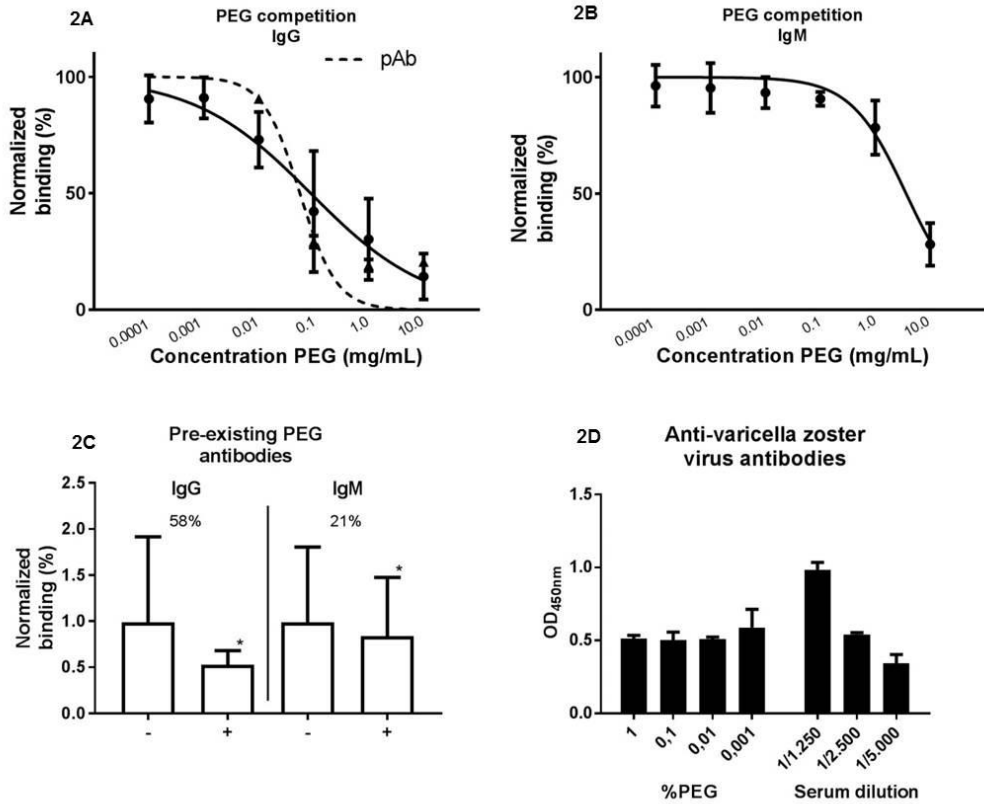 2A
PEG competition
IgG
pAb
Normalized
binding (%)
100
50
0
0.0001
0.001
0.01
0.1
1.0
10.0
Concentration PEG (mg/mL)
2B
PEG competition
IgM
Normalized
binding (%)
100
50
0
0.0001
0.001
0.01
0.1
1.0
10.0
Concentration PEG (mg/mL)
2C
Pre-existing PEG
antibodies
Normalized
binding (%)
2.5
2.0
1.5
1.0
0.5
0.0
IgG
58%
IgM
21%
*
*
-
+
-
+
2D
Anti-varicella zoster
virus antibodies
OD450nm
1.5
1.0
0.5
0.0
1
0,1
0,01
0,001
1/1.250
1/2.500
1/5.000
%PEG
Serum dilution